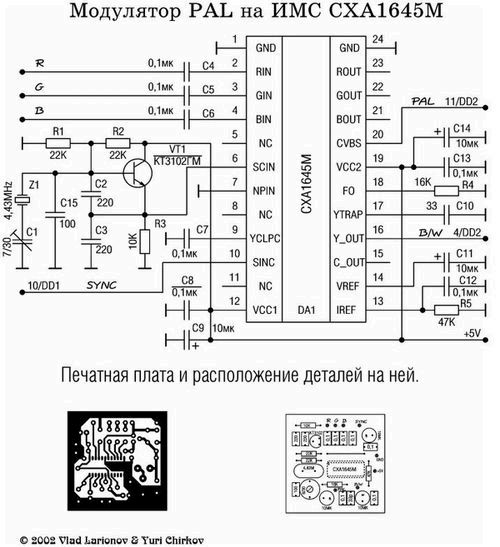 Модулятор PAL на ИМС CXA1645M
1 GND GND 24
R 0,1мк C4 2 RIN ROUT 23
G 0,1мк C5 3 GIN GOUT 22
B 0,1мк C6 4 BIN BOUT 21
PAL 11/DD2
R1 R2 5 NC CVBS 20
22K 22K VT1 КТ3102ГМ
C14 10мк
6 SCIN VCC2 19
C13 0,1мк
Z1 4,43MHz
C2 220
7 NPIN FO 18 16K R4
C15 100
8 NC YTRAP 17 33 C10
R3 10K
C1 7/30
C3 220
C7 0,1мк
9 YCLPC Y_OUT 16 B/W 4/DD2
10/DD1 SYNC 10 SINC C_OUT 15
C11 10мк
C8 0,1мк
11 NC VREF 14
C12 0,1мк
12 VCC1 DA1 IREF 13
R5 47K
C9 10мк
+5V
CXA1645M
Печатная плата и расположение деталей на ней.
R G B SYNC
CXA1645M
B/W
10МК 10МК
© 2002 Vlad Larionov & Yuri Chirkov